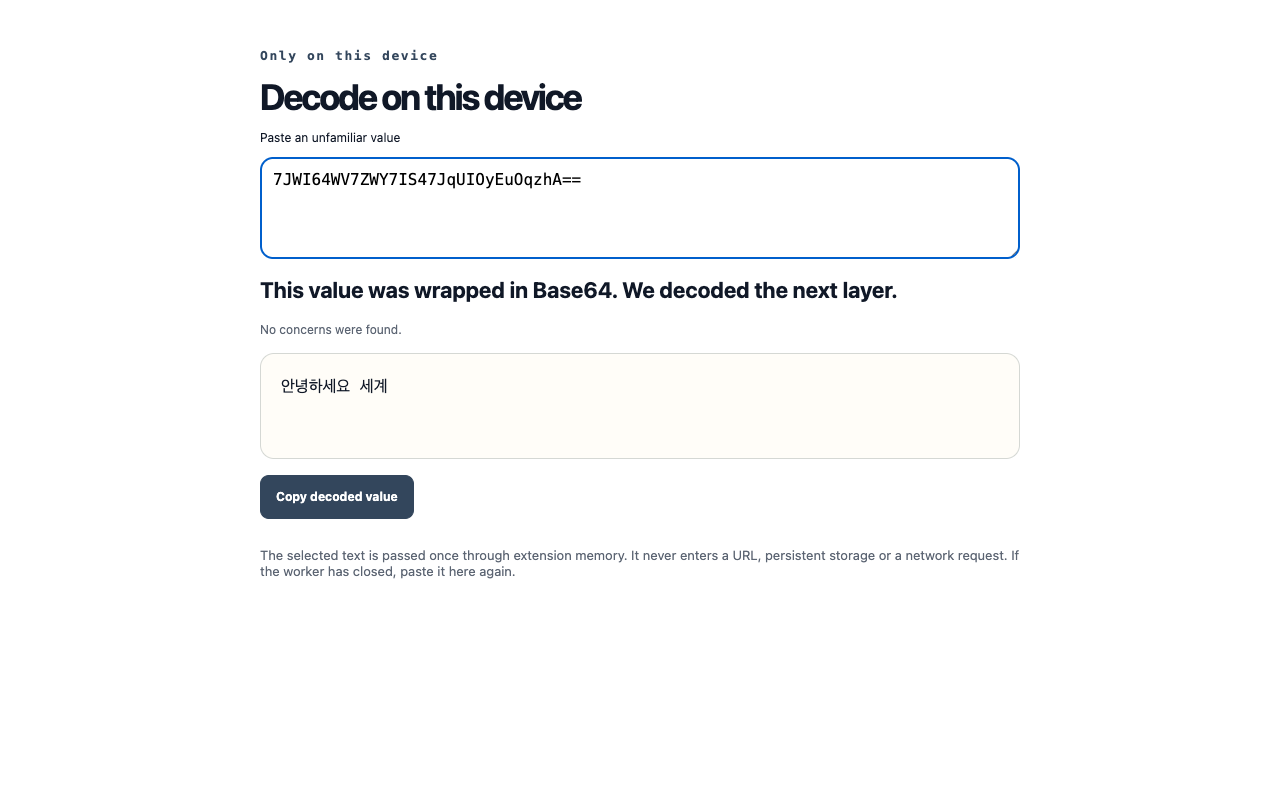 Only on this device
Decode on this device
Paste an unfamiliar value
7JWI64WV7ZWY7IS47JqUIOyEuOqzhA==
This value was wrapped in Base64. We decoded the next layer.
No concerns were found.
안녕하세요 세계
Copy decoded value
The selected text is passed once through extension memory. It never enters a URL, persistent storage or a network request. If
the worker has closed, paste it here again.